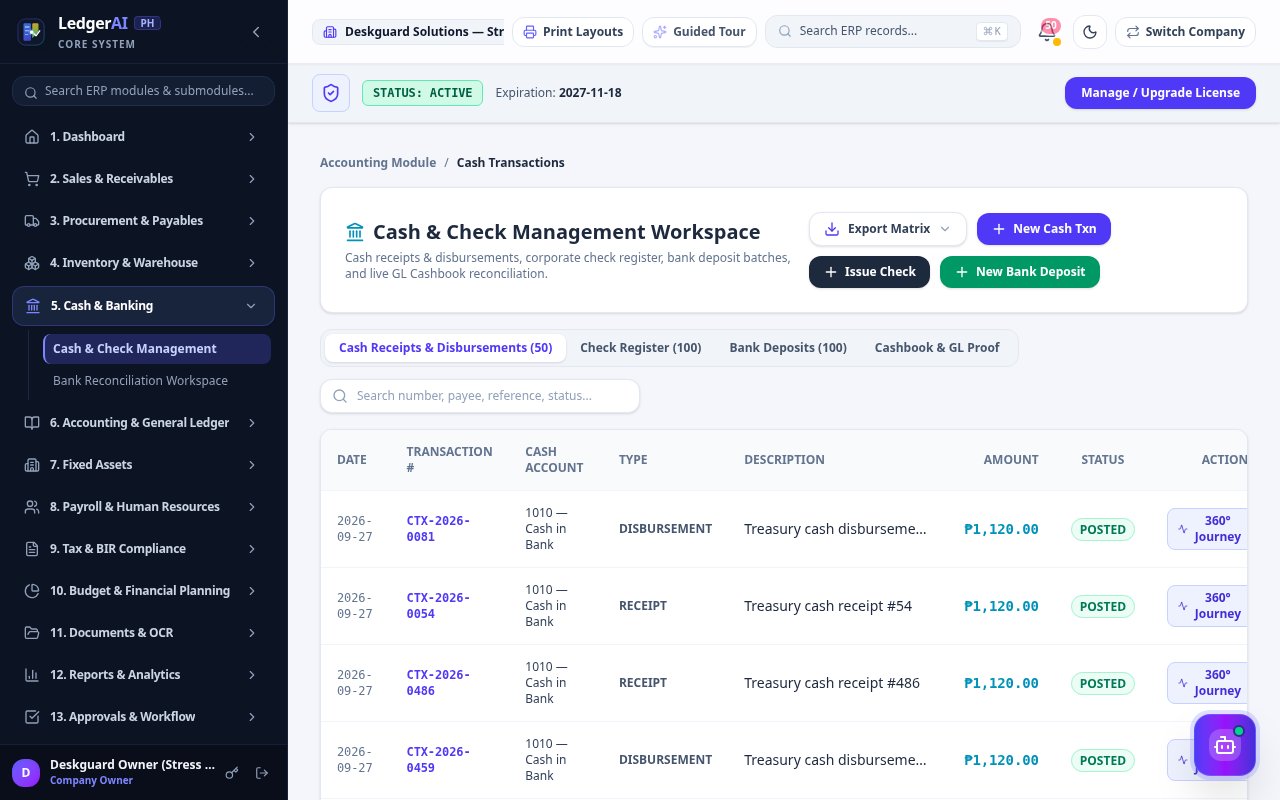 LedgerAI PH
CORE SYSTEM
Search ERP modules & submodules...
1. Dashboard
2. Sales & Receivables
3. Procurement & Payables
4. Inventory & Warehouse
5. Cash & Banking
Cash & Check Management
Bank Reconciliation Workspace
6. Accounting & General Ledger
7. Fixed Assets
8. Payroll & Human Resources
9. Tax & BIR Compliance
10. Budget & Financial Planning
11. Documents & OCR
12. Reports & Analytics
13. Approvals & Workflow
D
Deskguard Owner (Stress ...
Company Owner
Deskguard Solutions — Str
Print Layouts
Guided Tour
Search ERP records...
⌘K
50
Switch Company
STATUS: ACTIVE
Expiration: 2027-11-18
Manage / Upgrade License
Accounting Module / Cash Transactions
Cash & Check Management Workspace
Cash receipts & disbursements, corporate check register, bank deposit batches,
and live GL Cashbook reconciliation.
Export Matrix
New Cash Txn
Issue Check
New Bank Deposit
Cash Receipts & Disbursements (50)
Check Register (100)
Bank Deposits (100)
Cashbook & GL Proof
Search number, payee, reference, status...
DATE
TRANSACTION
#
CASH
ACCOUNT
TYPE
DESCRIPTION
AMOUNT
STATUS
ACTION
2026-
09-27
CTX-2026-
0081
1010 —
Cash in
Bank
DISBURSEMENT
Treasury cash disburseme...
₱1,120.00
POSTED
360°
Journey
2026-
09-27
CTX-2026-
0054
1010 —
Cash in
Bank
RECEIPT
Treasury cash receipt #54
₱1,120.00
POSTED
360°
Journey
2026-
09-27
CTX-2026-
0486
1010 —
Cash in
Bank
RECEIPT
Treasury cash receipt #486
₱1,120.00
POSTED
360°
Journey
2026-
09-27
CTX-2026-
0459
1010 —
Cash in
Bank
DISBURSEMENT
Treasury cash disburseme...
₱1,120.00
POSTED